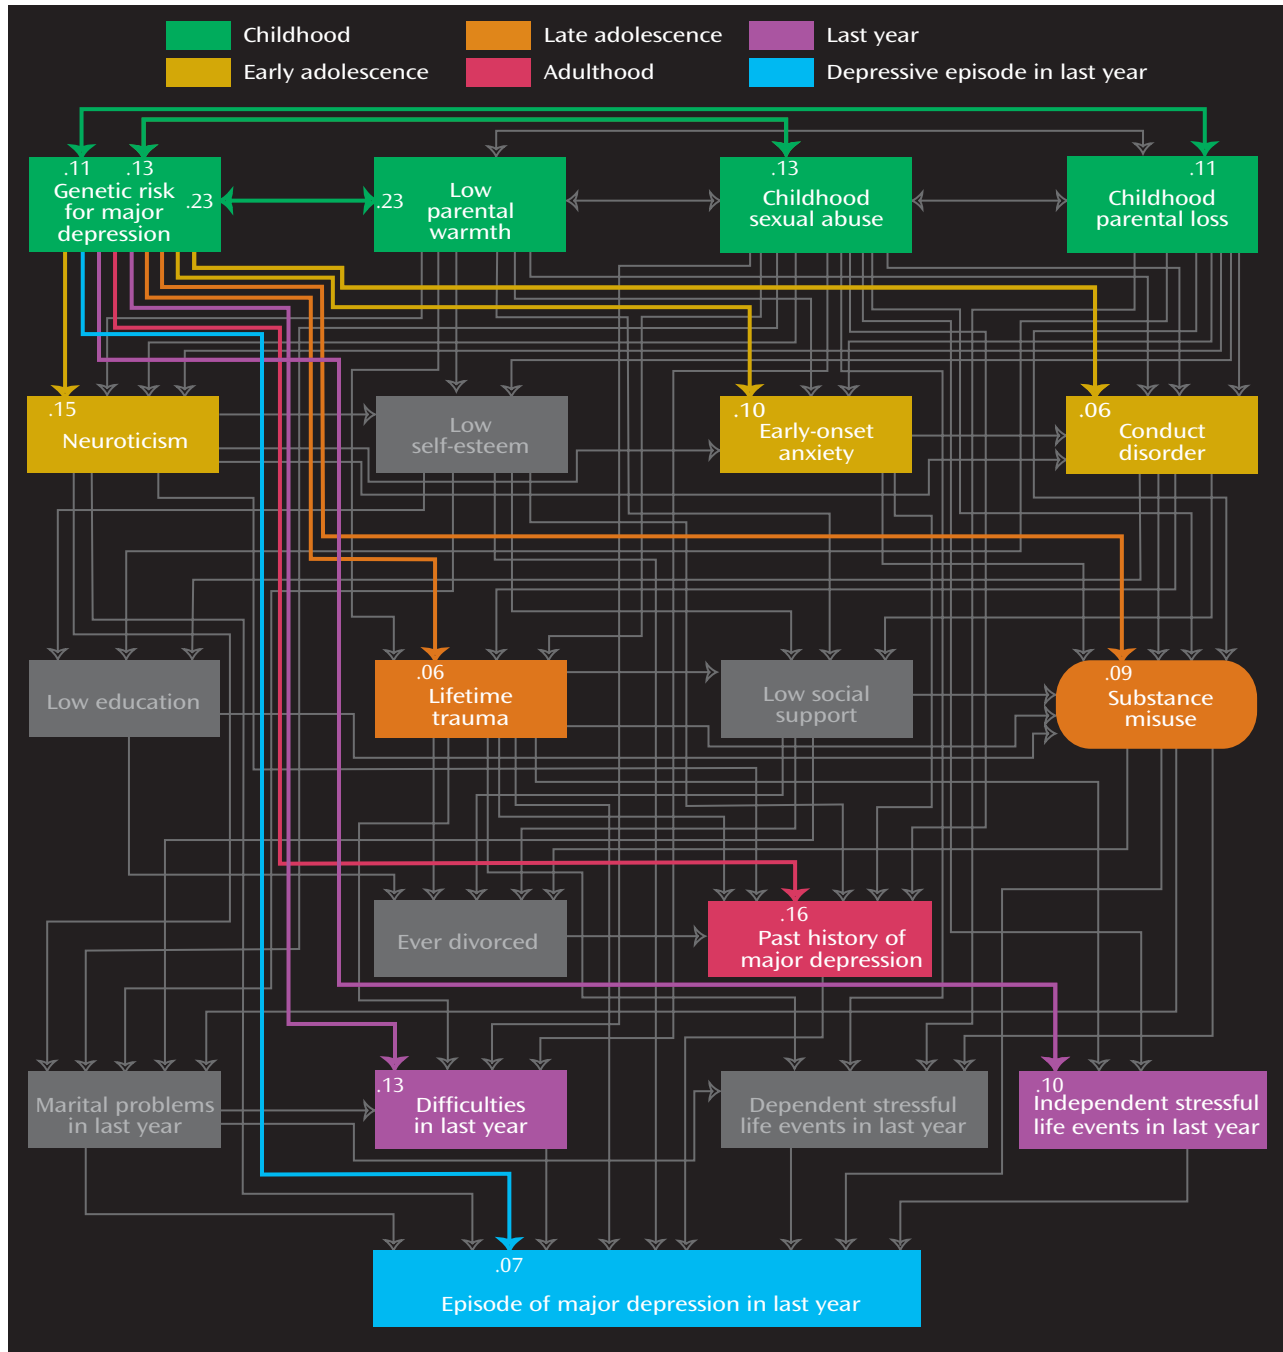 Childhood
Late adolescence
Last year
Early adolescence
Adulthood
Depressive episode in last year
.11
.13
Genetic risk
for major
depression
.23
.23
Low
parental
warmth
.13
Childhood
sexual abuse
.11
Childhood
parental loss
.15
Neuroticism
Low
self-esteem
.10
Early-onset
anxiety
.06
Conduct
disorder
Low education
.06
Lifetime
trauma
Low social
support
.09
Substance
misuse
Ever divorced
.16
Past history of
major depression
Marital problems
in last year
.13
Difficulties
in last year
Dependent stressful
life events in last year
.10
Independent stressful
life events in last year
.07
Episode of major depression in last year